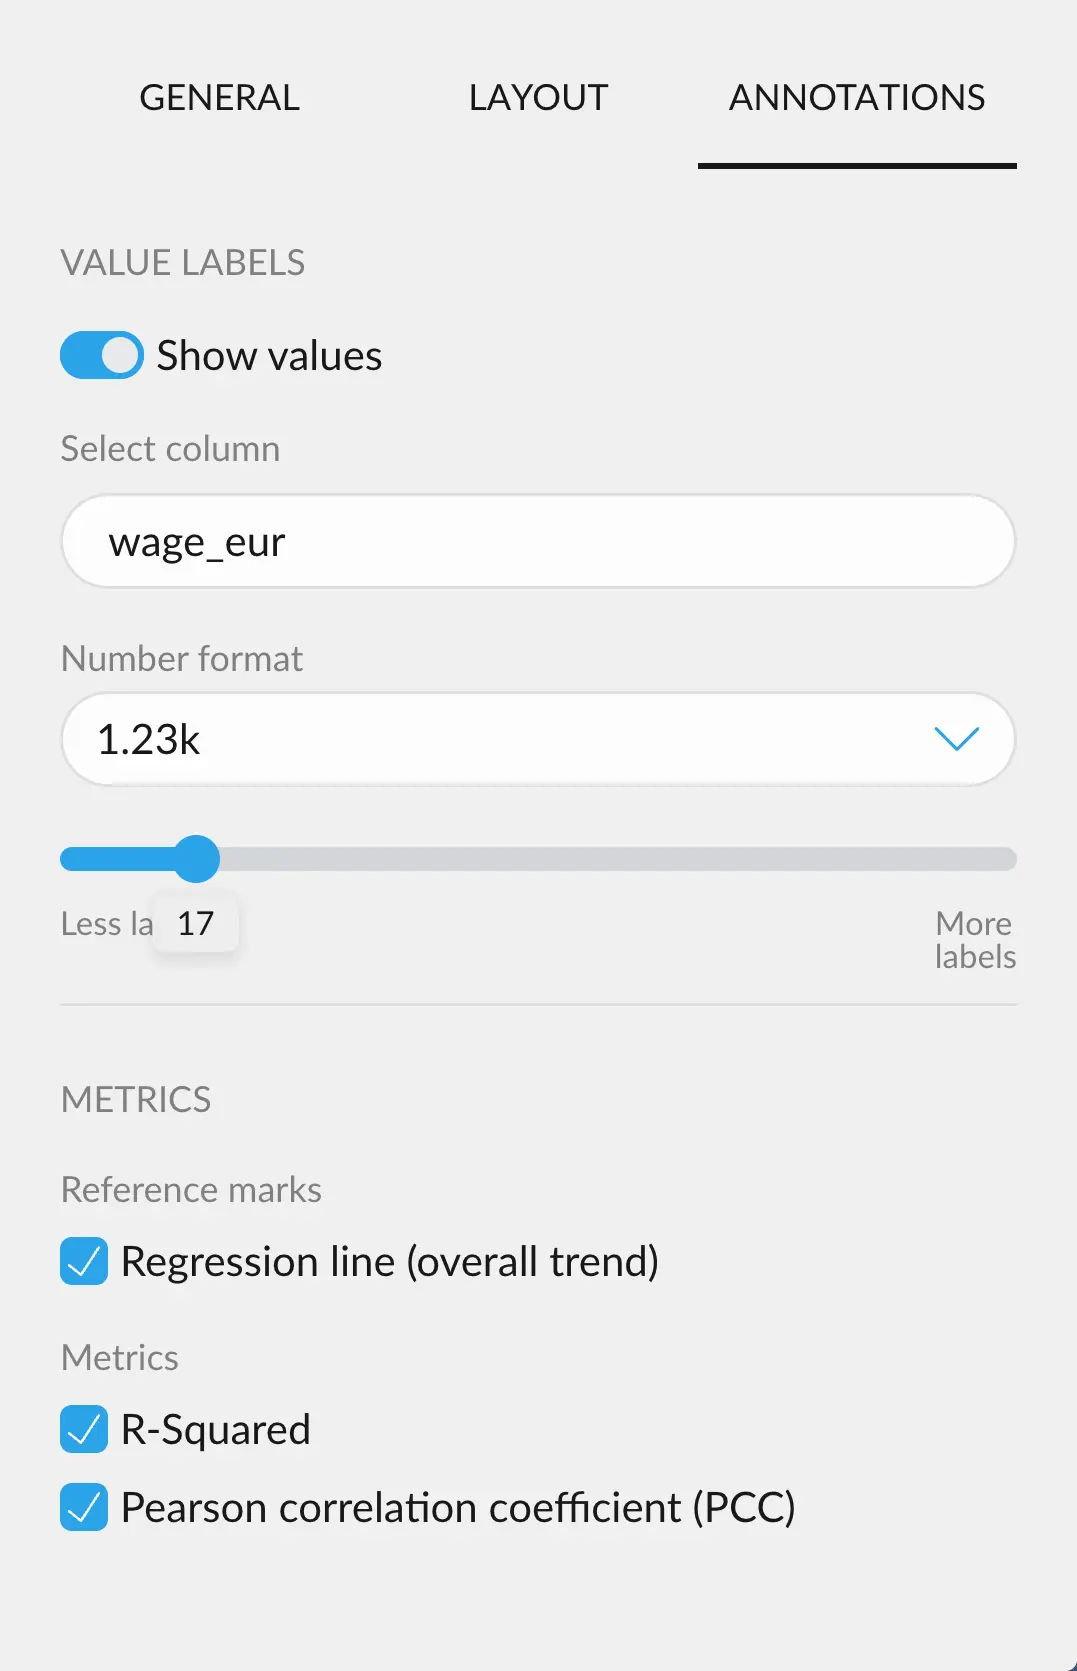 GENERAL LAYOUT ANNOTATIONS
VALUE LABELS
Show values
Select column
wage_eur
Number format
1.23k
Less la 17 More
labels
METRICS
Reference marks
Regression line (overall trend)
Metrics
R-Squared
Pearson correlation coefficient (PCC)